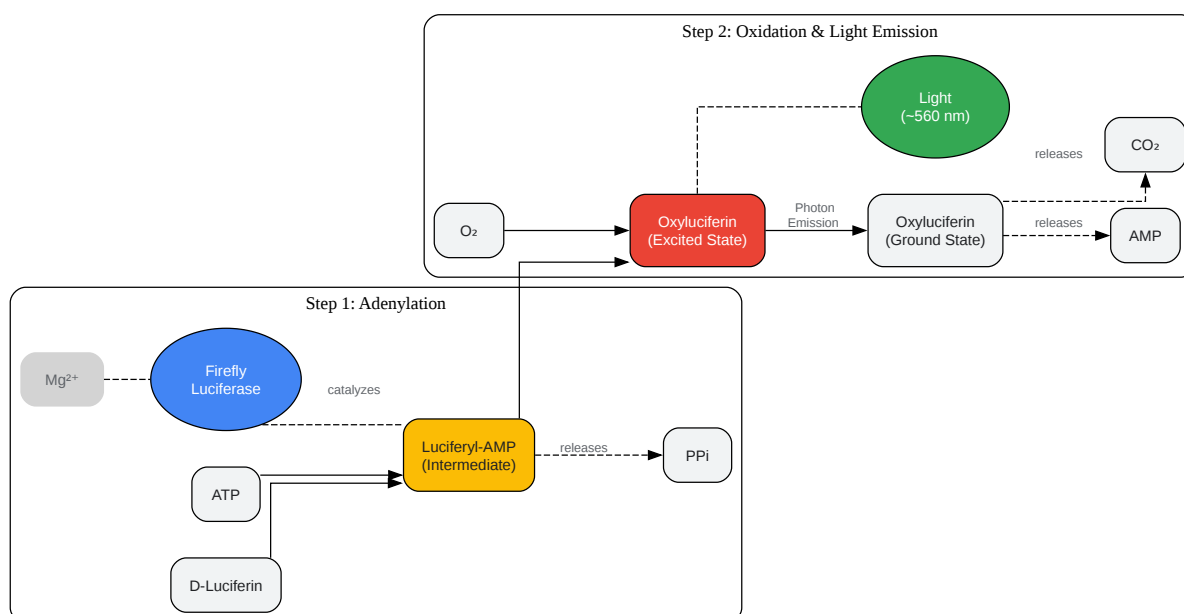 Step 2: Oxidation & Light Emission
Light
(~560 nm)
CO₂
releases
O₂
Oxyluciferin
(Excited State)
Photon
Emission
Oxyluciferin
(Ground State)
releases
AMP
Step 1: Adenylation
Mg²⁺
Firefly
Luciferase
catalyzes
Luciferyl-AMP
(Intermediate)
releases
PPi
ATP
D-Luciferin